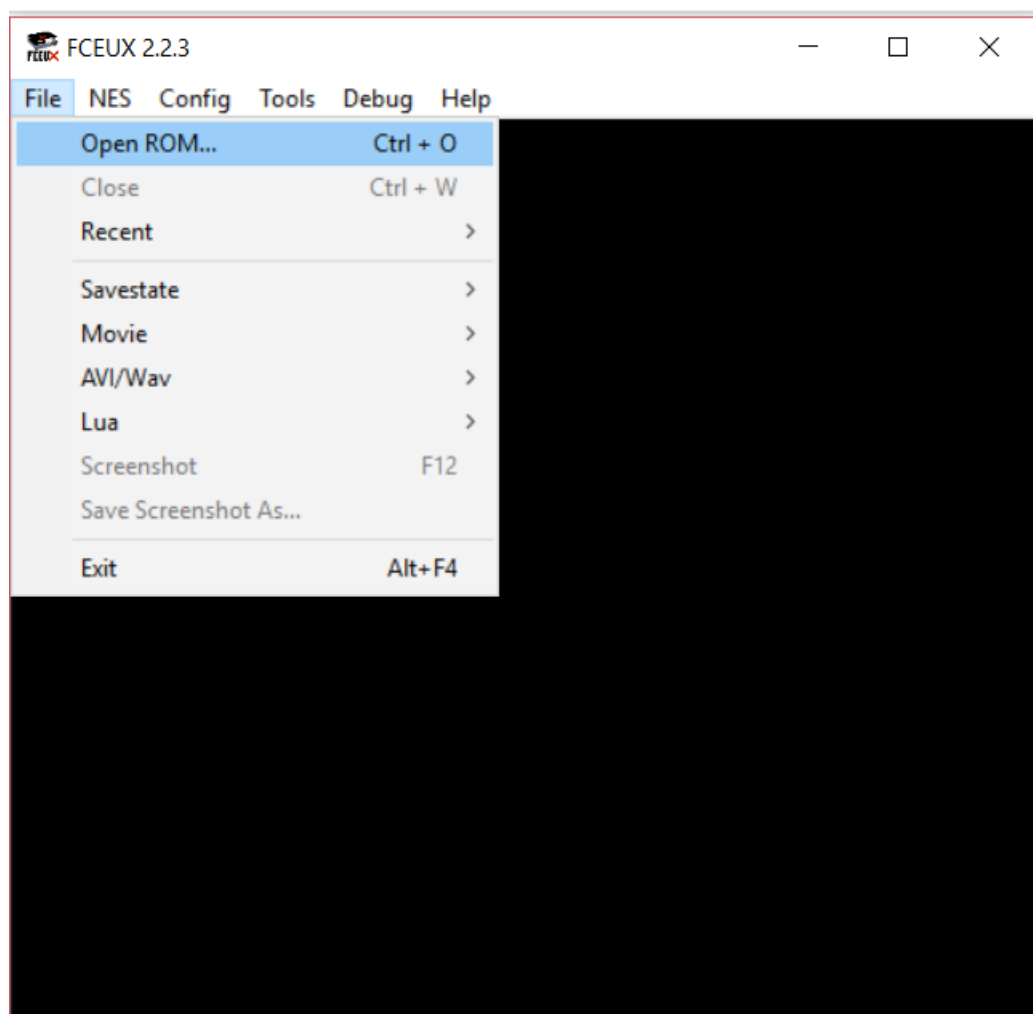 FCEUX FCEUX 2.2.3
File NES Config Tools Debug Help
Open ROM... Ctrl + O
Close Ctrl + W
Recent
Savestate
Movie
AVI/Wav
Lua
Screenshot F12
Save Screenshot As...
Exit Alt+F4